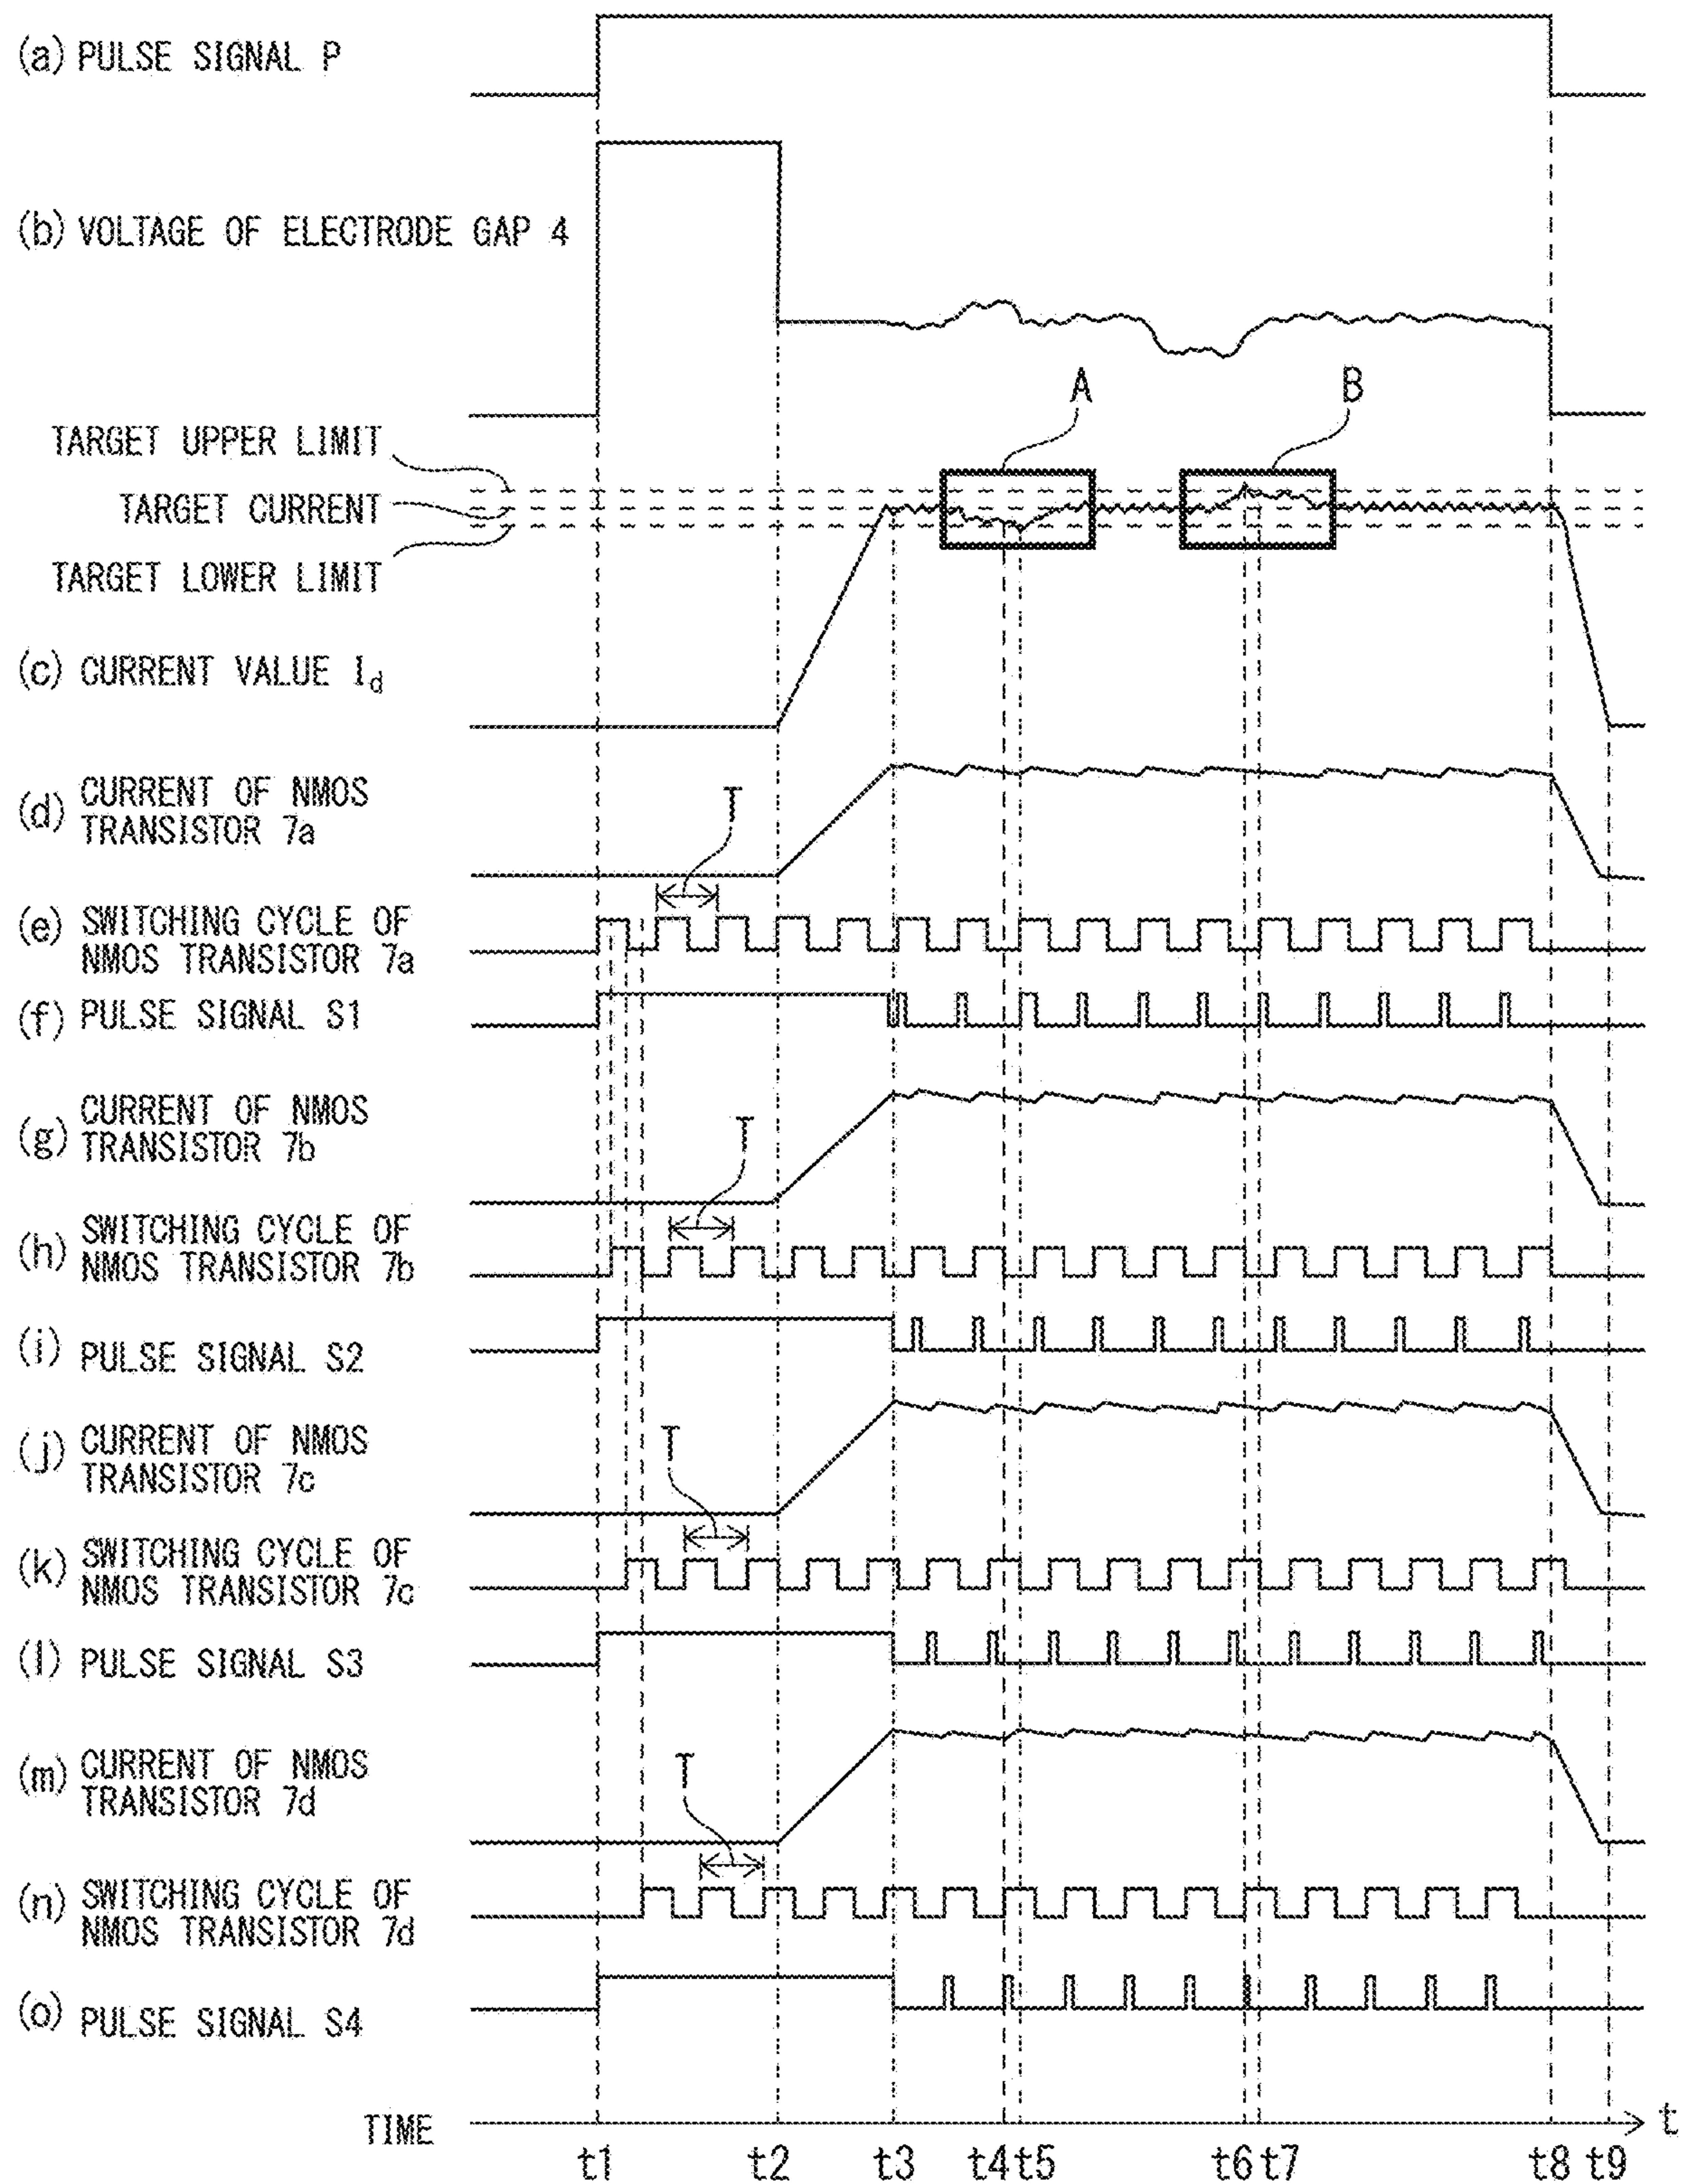 (a) PULSE SIGNAL P
(b) VOLTAGE OF ELECTRODE GAP 4
A
B
TARGET UPPER LIMIT
TARGET CURRENT
TARGET LOWER LIMIT
(c) CURRENT VALUE Id
(d) CURRENT OF NMOS
TRANSISTOR 7a
T
(e) SWITCHING CYCLE OF
NMOS TRANSISTOR 7a
(f) PULSE SIGNAL S1
(g) CURRENT OF NMOS
TRANSISTOR 7b
T
(h) SWITCHING CYCLE OF
NMOS TRANSISTOR 7b
(i) PULSE SIGNAL S2
(j) CURRENT OF NMOS
TRANSISTOR 7c
T
(k) SWITCHING CYCLE OF
NMOS TRANSISTOR 7c
(l) PULSE SIGNAL S3
(m) CURRENT OF NMOS
TRANSISTOR 7d
T
(n) SWITCHING CYCLE OF
NMOS TRANSISTOR 7d
(o) PULSE SIGNAL S4
TIME
t
t1 t2 t3 t4 t5 t6 t7 t8 t9